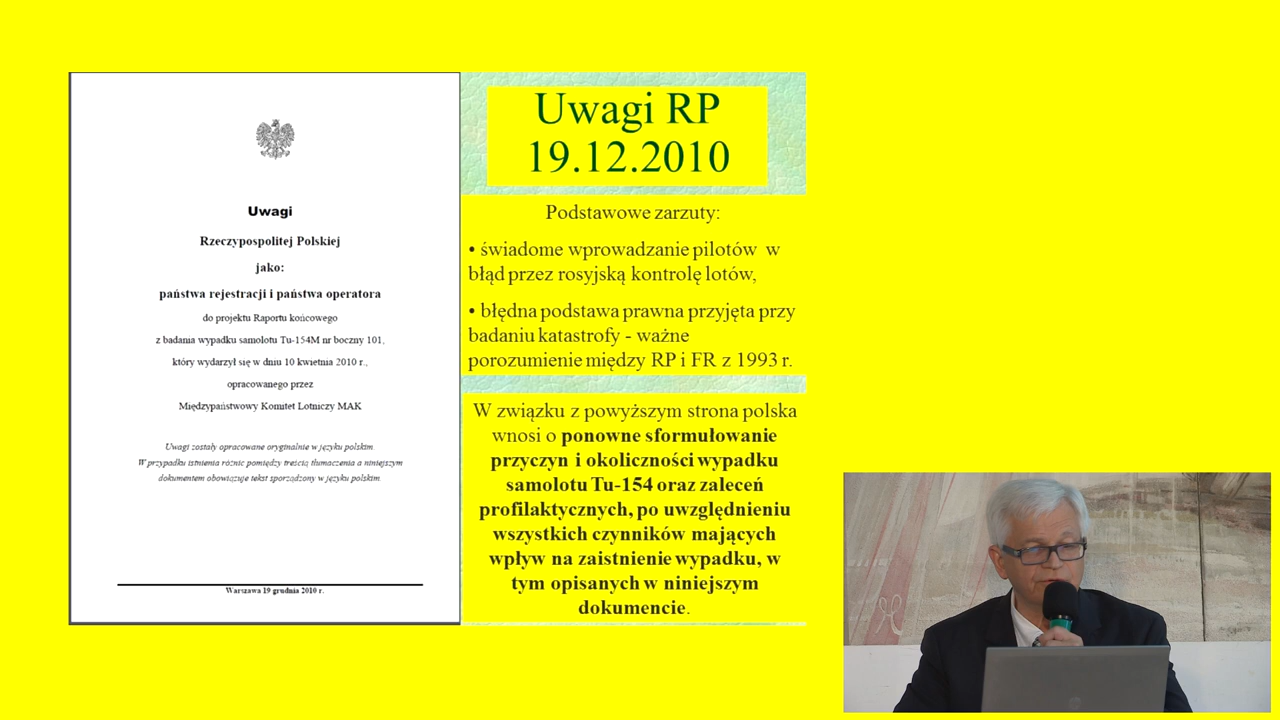 Uwagi
Rzeczypospolitej Polskiej
jako:
państwa rejestracji i państwa operatora
do projektu Raportu końcowego
z badania wypadku samolotu Tu-154M nr boczny 101,
który wydarzył się w dniu 10 kwietnia 2010 r.,
opracowanego przez
Międzypaństwowy Komitet Lotniczy MAK
Uwagi zostały opracowane oryginalnie w języku polskim.
W przypadku istnienia różnic pomiędzy treścią tłumaczenia a niniejszym
dokumentem obowiązuje tekst sporządzony w języku polskim.
Warszawa 19 grudnia 2010 r.
Uwagi RP
19.12.2010
Podstawowe zarzuty:
• świadome wprowadzanie pilotów w
błąd przez rosyjską kontrolę lotów,
• błędna podstawa prawna przyjęta przy
badaniu katastrofy - ważne
porozumienie między RP i FR z 1993 r.
W związku z powyższym strona polska
wnosi o ponowne sformułowanie
przyczyn i okoliczności wypadku
samolotu Tu-154 oraz zaleceń
profilaktycznych, po uwzględnieniu
wszystkich czynników mających
wpływ na zaistnienie wypadku, w
tym opisanych w niniejszym
dokumencie.